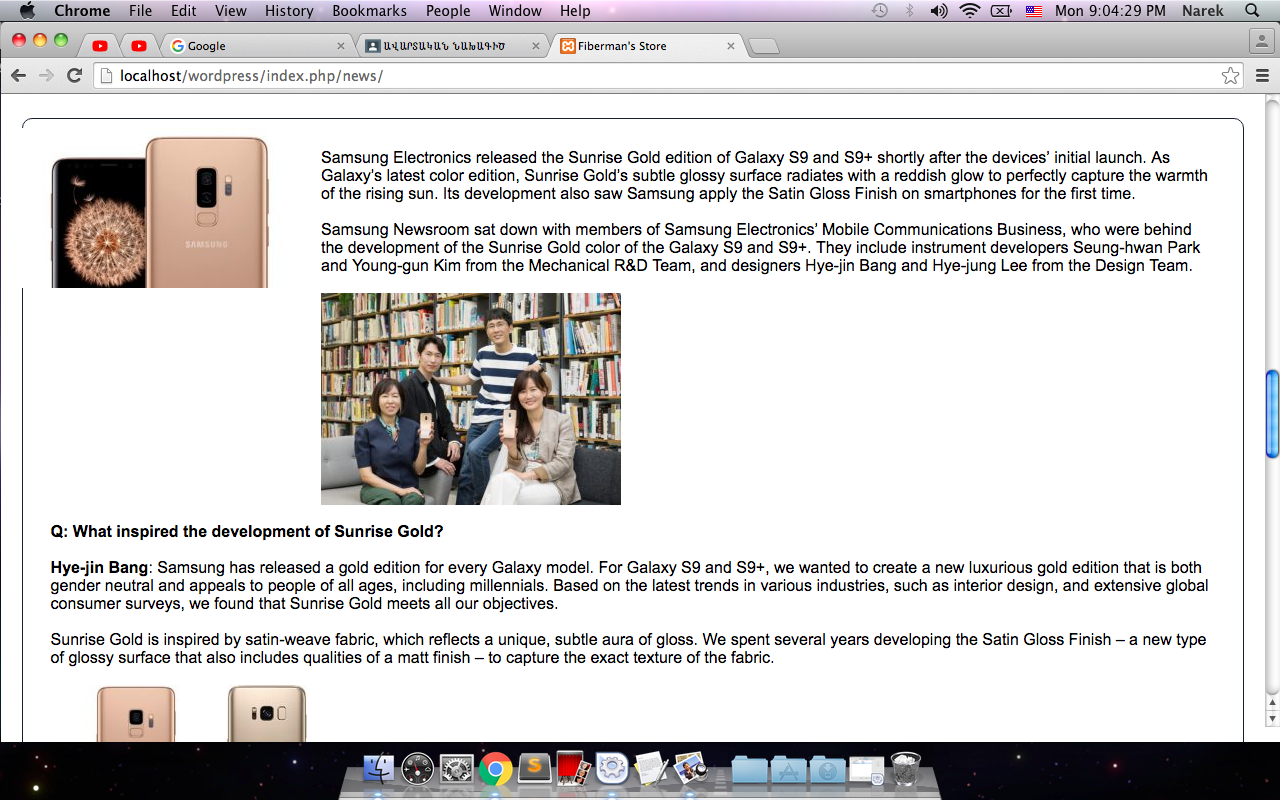 Chrome File Edit View History Bookmarks People Window Help Mon 9:04:29 PM Narek
Google
ԱՎԱՐՏԱԿԱՆ ՆԱԽԱԳԻԾ
Fiberman's Store
localhost/wordpress/index.php/news/
SAMSUNG
Samsung Electronics released the Sunrise Gold edition of Galaxy S9 and S9+ shortly after the devices’ initial launch. As
Galaxy’s latest color edition, Sunrise Gold’s subtle glossy surface radiates with a reddish glow to perfectly capture the warmth
of the rising sun. Its development also saw Samsung apply the Satin Gloss Finish on smartphones for the first time.
Samsung Newsroom sat down with members of Samsung Electronics’ Mobile Communications Business, who were behind
the development of the Sunrise Gold color of the Galaxy S9 and S9+. They include instrument developers Seung-hwan Park
and Young-gun Kim from the Mechanical R&D Team, and designers Hye-jin Bang and Hye-jung Lee from the Design Team.
Q: What inspired the development of Sunrise Gold?
Hye-jin Bang: Samsung has released a gold edition for every Galaxy model. For Galaxy S9 and S9+, we wanted to create a new luxurious gold edition that is both
gender neutral and appeals to people of all ages, including millennials. Based on the latest trends in various industries, such as interior design, and extensive global
consumer surveys, we found that Sunrise Gold meets all our objectives.
Sunrise Gold is inspired by satin-weave fabric, which reflects a unique, subtle aura of gloss. We spent several years developing the Satin Gloss Finish – a new type
of glossy surface that also includes qualities of a matt finish – to capture the exact texture of the fabric.